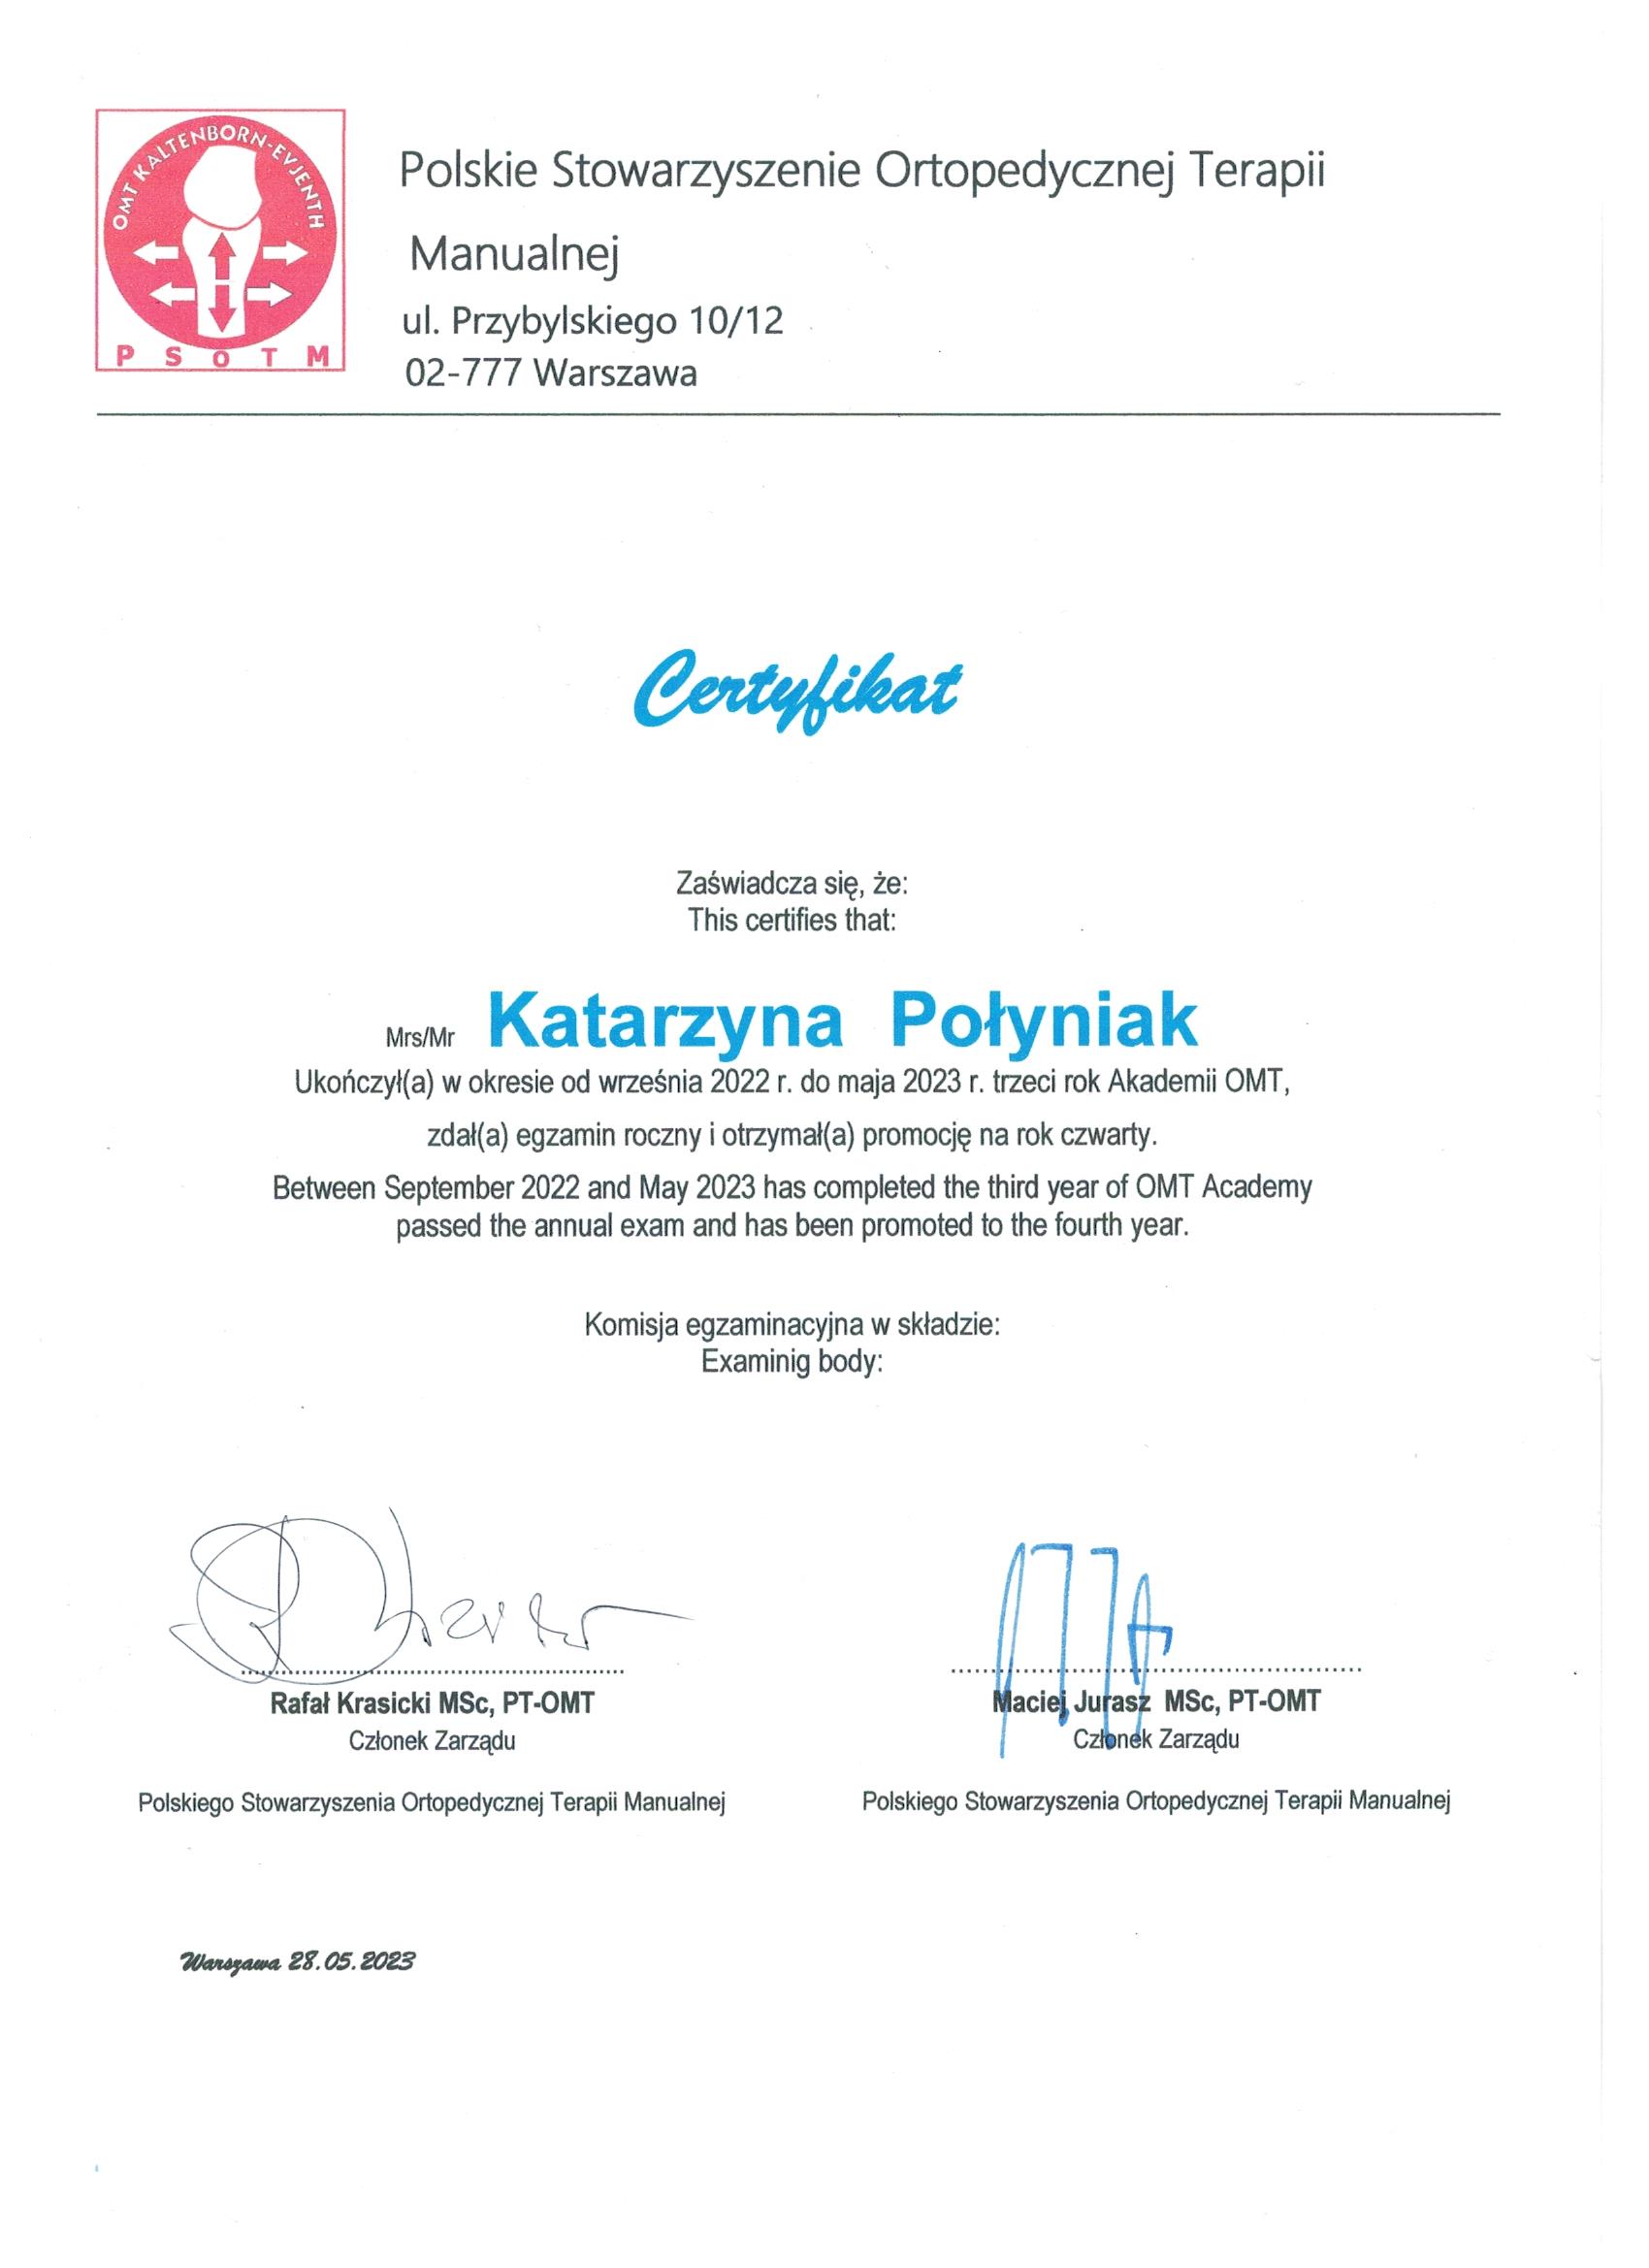 OMT KALTENBORN-EVJENTH
P S O T M
Polskie Stowarzyszenie Ortopedycznej Terapii
Manualnej
ul. Przybylskiego 10/12
02-777 Warszawa
Certyfikat
Zaświadcza się, że:
This certifies that:
Mrs/Mr Katarzyna Połyniak
Ukończył(a) w okresie od września 2022 r. do maja 2023 r. trzeci rok Akademii OMT,
zdał(a) egzamin roczny i otrzymał(a) promocję na rok czwarty.
Between September 2022 and May 2023 has completed the third year of OMT Academy
passed the annual exam and has been promoted to the fourth year.
Komisja egzaminacyjna w składzie:
Examinig body:
Rafał Krasicki MSc, PT-OMT
Członek Zarządu
Polskiego Stowarzyszenia Ortopedycznej Terapii Manualnej
Maciej Jurasz MSc, PT-OMT
Członek Zarządu
Polskiego Stowarzyszenia Ortopedycznej Terapii Manualnej
Warszawa 28.05.2023